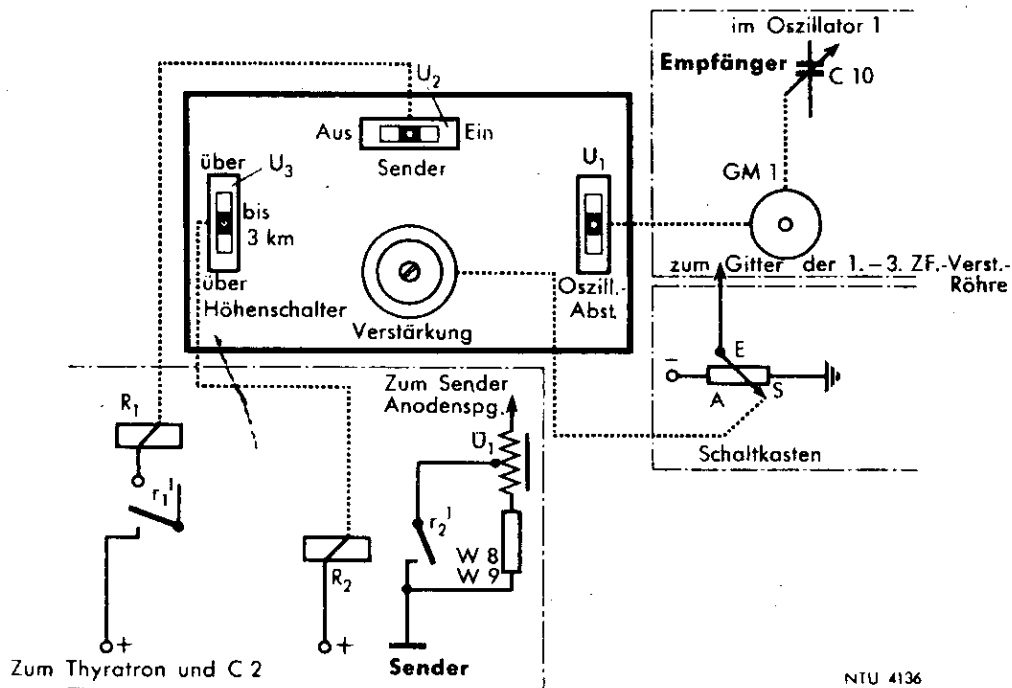 im Oszillator 1
Empfänger
C 10
U2
Aus
Ein
Sender
über
U3
bis
3 km
über
Höhenschalter
U1
Oszill.-
Abst.
Verstärkung
GM 1
zum Gitter der 1.–3. ZF.-Verst.-
Röhre
–
E
A
S
Schaltkasten
Zum Sender
Anodenspg.
Ü1
R1
r1I
r2I
W 8
W 9
R2
+
+
Zum Thyratron und C 2
Sender
NTU 4136